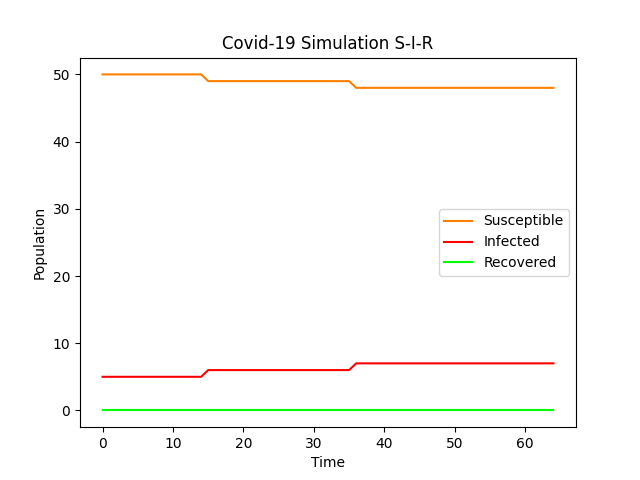 Covid-19 Simulation S-I-R
50
40
30
20
10
0
Population
Susceptible
Infected
Recovered
0 10 20 30 40 50 60
Time